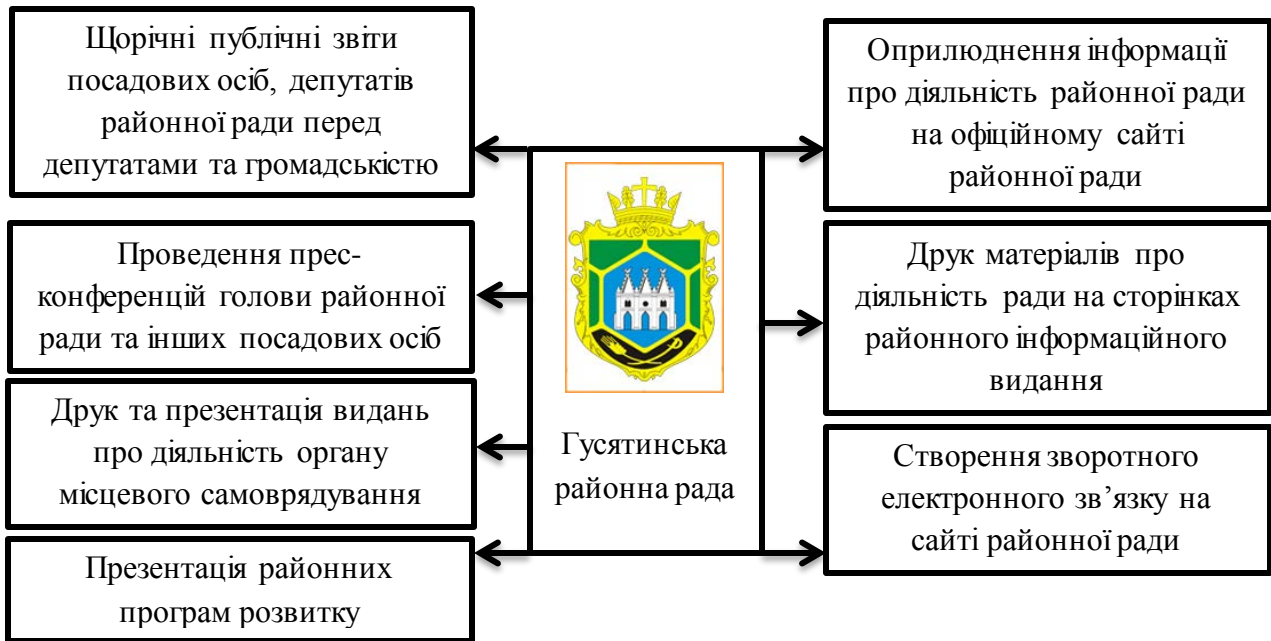 Щорічні публічні звіти
посадових осіб, депутатів
районної ради перед
депутатами та громадськістю
Проведення прес-
конференцій голови районної
ради та інших посадових осіб
Друк та презентація видань
про діяльність органу
місцевого самоврядування
Презентація районних
програм розвитку
Гусятинська
районна рада
Оприлюднення інформації
про діяльність районної ради
на офіційному сайті
районної ради
Друк матеріалів про
діяльність ради на сторінках
районного інформаційного
видання
Створення зворотного
електронного зв’язку на
сайті районної ради